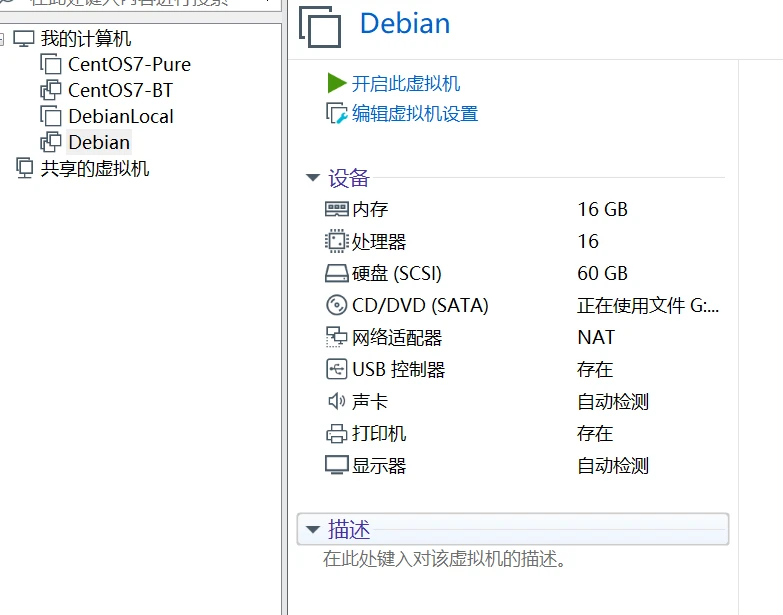 我的计算机
CentOS7-Pure
CentOS7-BT
DebianLocal
Debian
共享的虚拟机
Debian
开启此虚拟机
编辑虚拟机设置
设备
内存 16 GB
处理器 16
硬盘 (SCSI) 60 GB
CD/DVD (SATA) 正在使用文件 G:...
网络适配器 NAT
USB 控制器 存在
声卡 自动检测
打印机 存在
显示器 自动检测
描述
在此处键入对该虚拟机的描述。